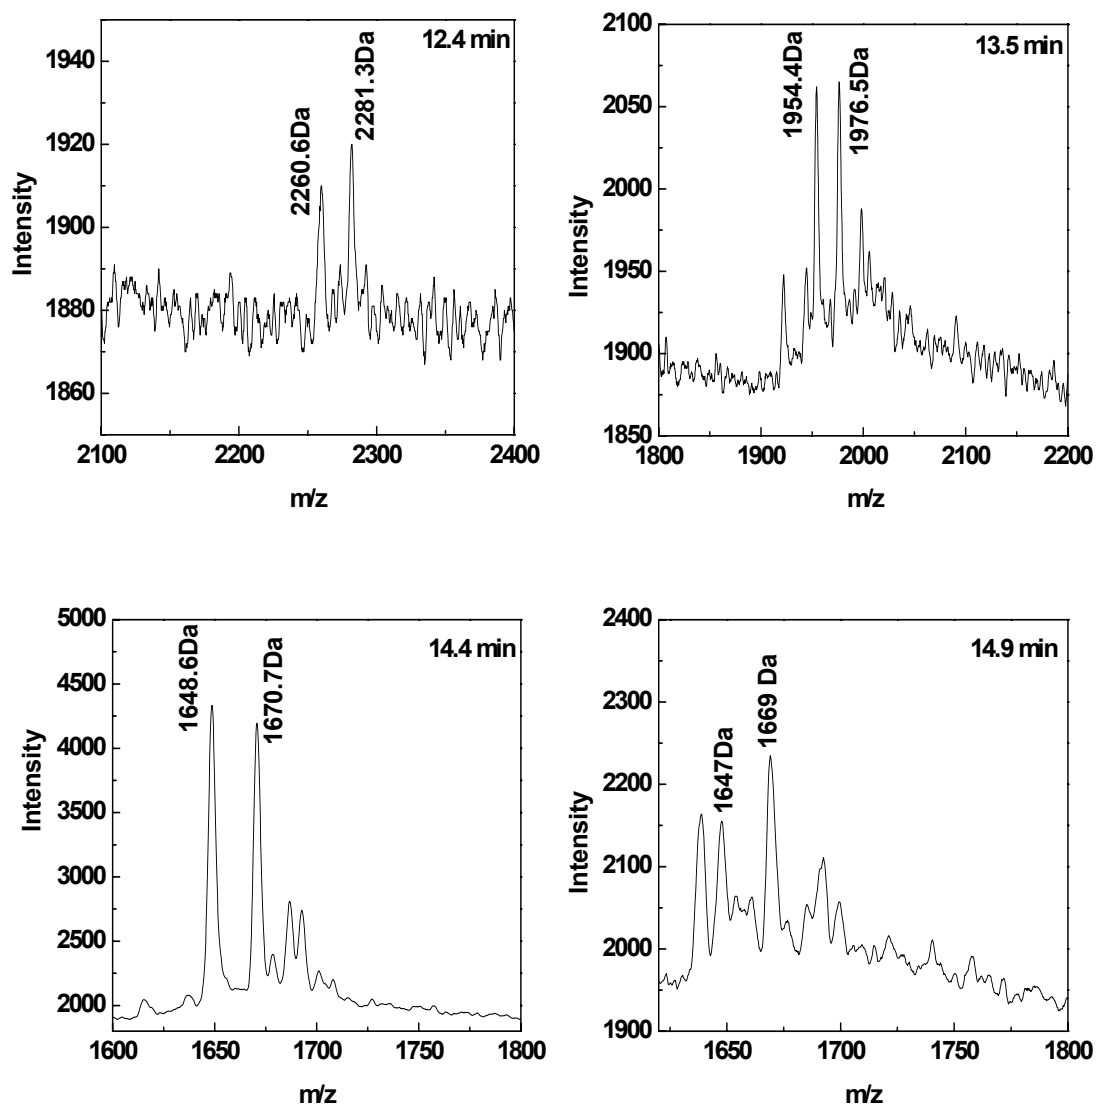 12.4 min
2260.6Da
2281.3Da
1940
1920
1900
1880
1860
Intensity
2100
2200
2300
2400
m/z
13.5 min
1954.4Da
1976.5Da
2100
2050
2000
1950
1900
1850
Intensity
1800
1900
2000
2100
2200
m/z
14.4 min
1648.6Da
1670.7Da
5000
4500
4000
3500
3000
2500
2000
Intensity
1600
1650
1700
1750
1800
m/z
14.9 min
1647Da
1669 Da
2400
2300
2200
2100
2000
1900
Intensity
1650
1700
1750
1800
m/z